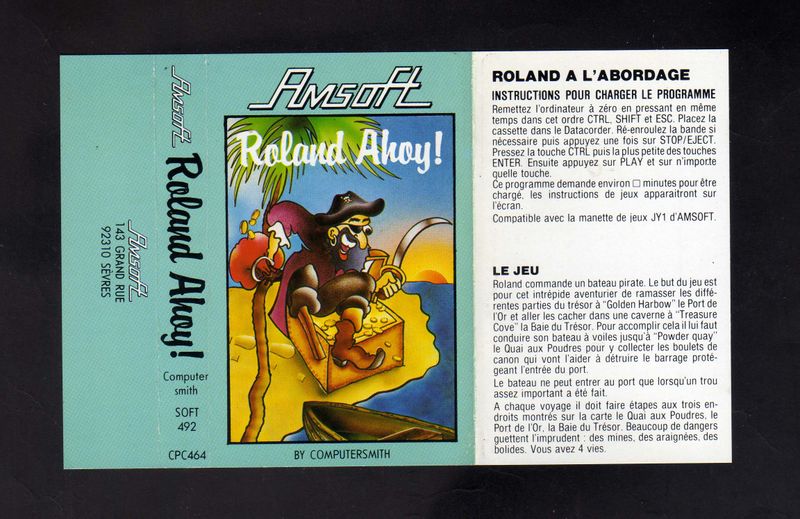 Amsoft
143 GRAND RUE
92310 SÈVRES
Amsoft
Roland Ahoy!
Computer
smith
SOFT
492
CPC464
Amsoft
Roland Ahoy!
BY COMPUTERSMITH
ROLAND A L'ABORDAGE
INSTRUCTIONS POUR CHARGER LE PROGRAMME
Remettez l'ordinateur à zéro en pressant en même
temps dans cet ordre CTRL, SHIFT et ESC. Placez la
cassette dans le Datacorder. Ré-enroulez la bande si
nécessaire puis appuyez une fois sur STOP/EJECT.
Pressez la touche CTRL puis la plus petite des touches
ENTER. Ensuite appuyez sur PLAY et sur n'importe
quelle touche.
Ce programme demande environ □ minutes pour être
chargé, les instructions de jeux apparaitront sur
l'écran.
Compatible avec la manette de jeux JY1 d'AMSOFT.
LE JEU
Roland commande un bateau pirate. Le but du jeu est
pour cet intrépide aventurier de ramasser les diffé-
rentes parties du trésor à "Golden Harbow" le Port de
l'Or et aller les cacher dans une caverne à "Treasure
Cove" la Baie du Trésor. Pour accomplir cela il lui faut
conduire son bateau à voiles jusqu'à "Powder quay"
le Quai aux Poudres pour y collecter les boulets de
canon qui vont l'aider à détruire le barrage proté-
geant l'entrée du port.
Le bateau ne peut entrer au port que lorsqu'un trou
assez important a été fait.
A chaque voyage il doit faire étapes aux trois en-
droits montrés sur la carte le Quai aux Poudres, le
Port de l'Or, la Baie du Trésor. Beaucoup de dangers
guettent l'imprudent : des mines, des araignées, des
bolides. Vous avez 4 vies.